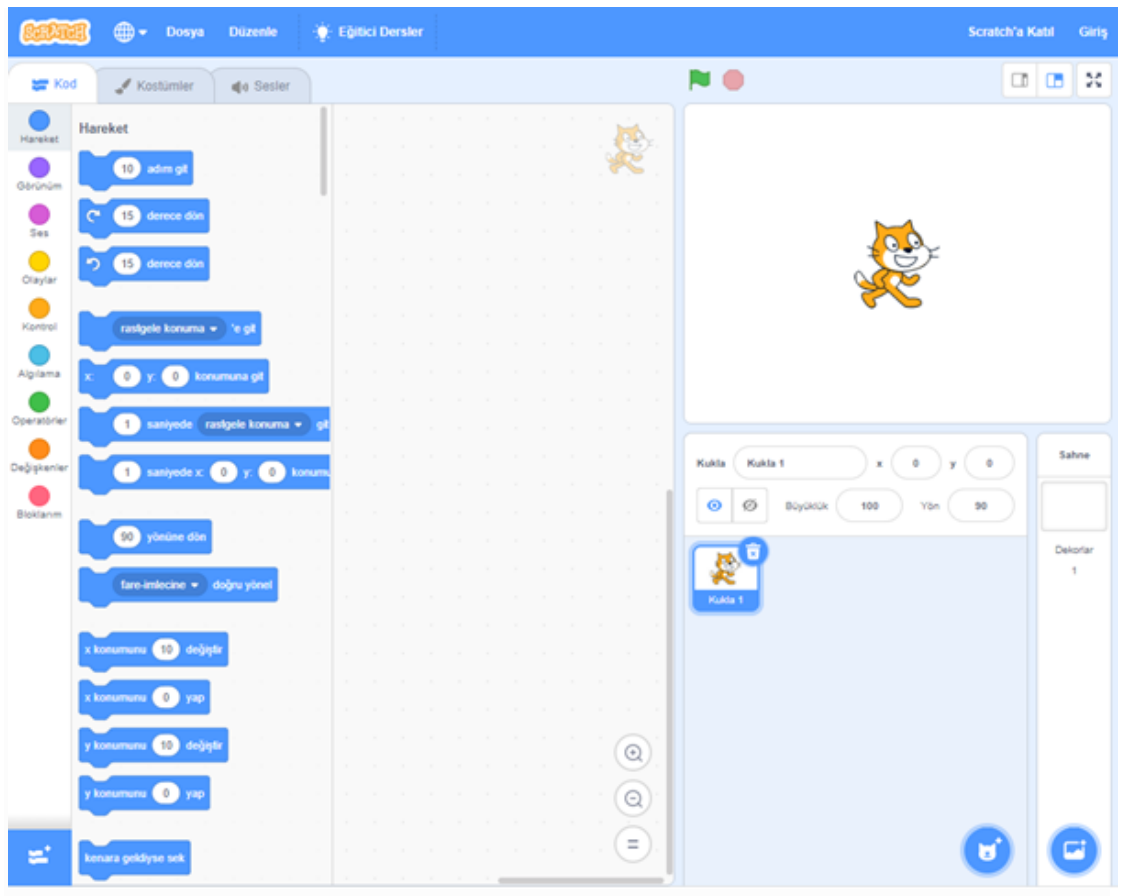 SCRATCH Dosya Düzenle Eğitici Dersler Scratch'a Katıl Giriş
Kod Kostümler Sesler
Hareket
Görünüm
Ses
Olaylar
Kontrol
Algılama
Operatörler
Değişkenler
Bloklarım
Hareket
10 adım git
15 derece dön
15 derece dön
rastgele konuma 'e git
x: 0 y: 0 konumuna git
1 saniyede rastgele konuma git
1 saniyede x: 0 y: 0 konumu
90 yönüne dön
fare-imlecine doğru yönel
x konumunu 10 değiştir
x konumunu 0 yap
y konumunu 10 değiştir
y konumunu 0 yap
kenara geldiyse sek
Kukla Kukla 1 x 0 y 0
Büyüklük 100 Yön 90
Kukla 1
Sahne
Dekorlar
1